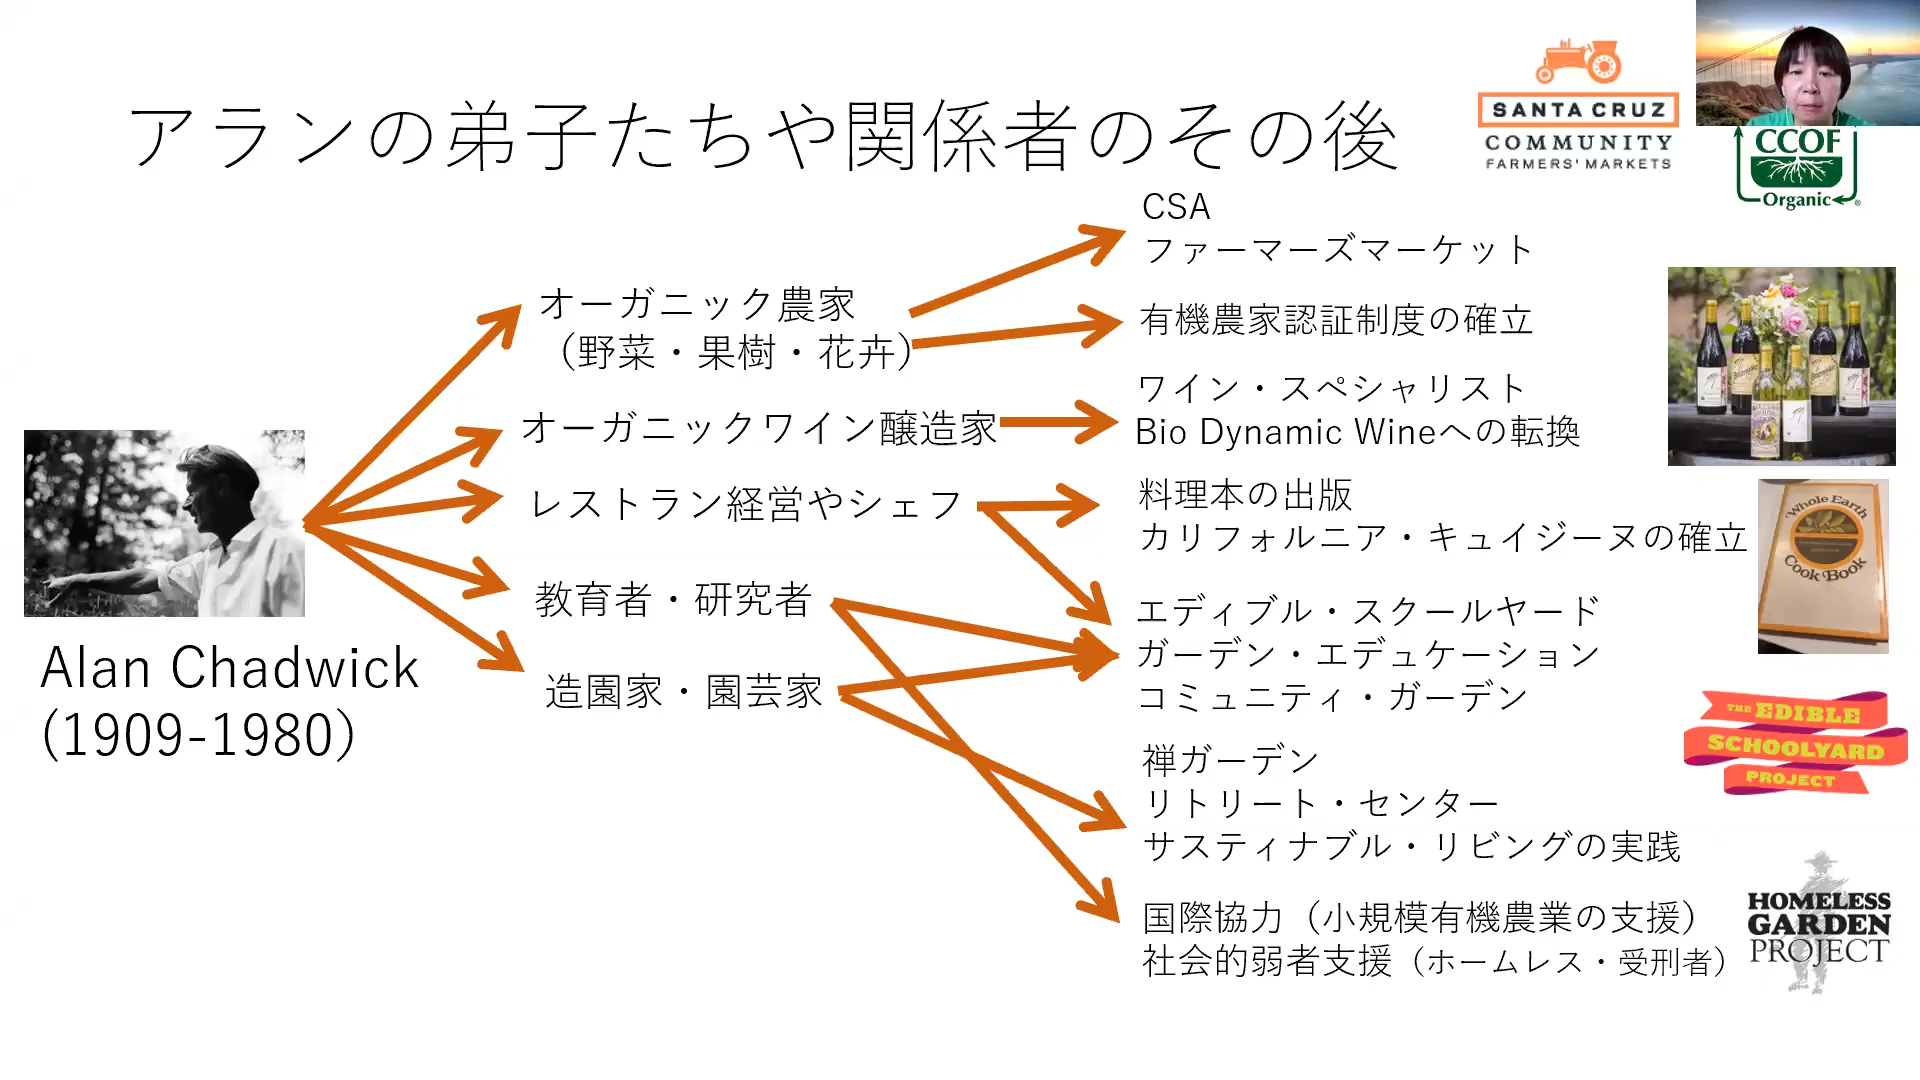 アランの弟子たちや関係者のその後
SANTA CRUZ
COMMUNITY
FARMERS' MARKETS
CCOF
Organic
®
CSA
ファーマーズマーケット
オーガニック農家
（野菜・果樹・花卉）
有機農家認証制度の確立
オーガニックワイン醸造家
ワイン・スペシャリスト
Bio Dynamic Wineへの転換
レストラン経営やシェフ
料理本の出版
カリフォルニア・キュイジーヌの確立
Whole Earth
Cook Book
教育者・研究者
エディブル・スクールヤード
ガーデン・エデュケーション
コミュニティ・ガーデン
造園家・園芸家
Alan Chadwick
(1909-1980)
THE EDIBLE
SCHOOLYARD
PROJECT
禅ガーデン
リトリート・センター
サスティナブル・リビングの実践
国際協力（小規模有機農業の支援）
社会的弱者支援（ホームレス・受刑者）
HOMELESS
GARDEN
PROJECT